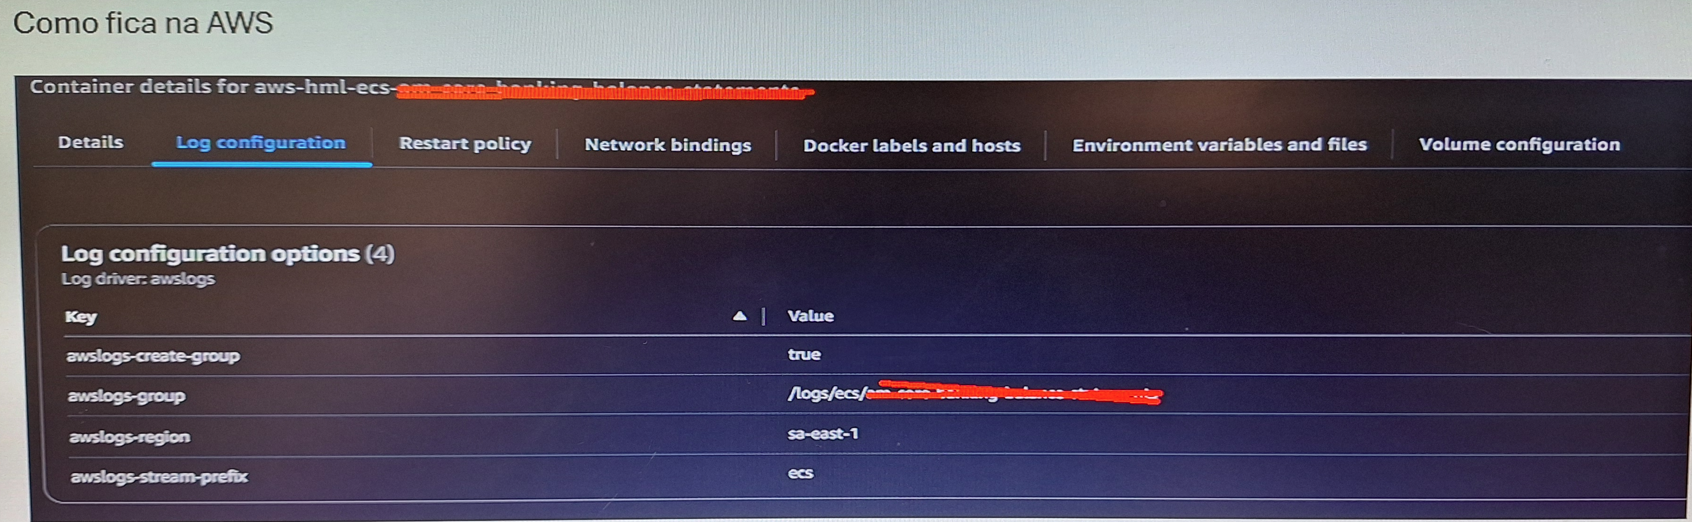 Como fica na AWS
Container details for aws-hml-ecs-
Details Log configuration Restart policy Network bindings Docker labels and hosts Environment variables and files Volume configuration
Log configuration options (4)
Log driver: awslogs
Key Value
awslogs-create-group true
awslogs-group /logs/ecs/
awslogs-region sa-east-1
awslogs-stream-prefix ecs